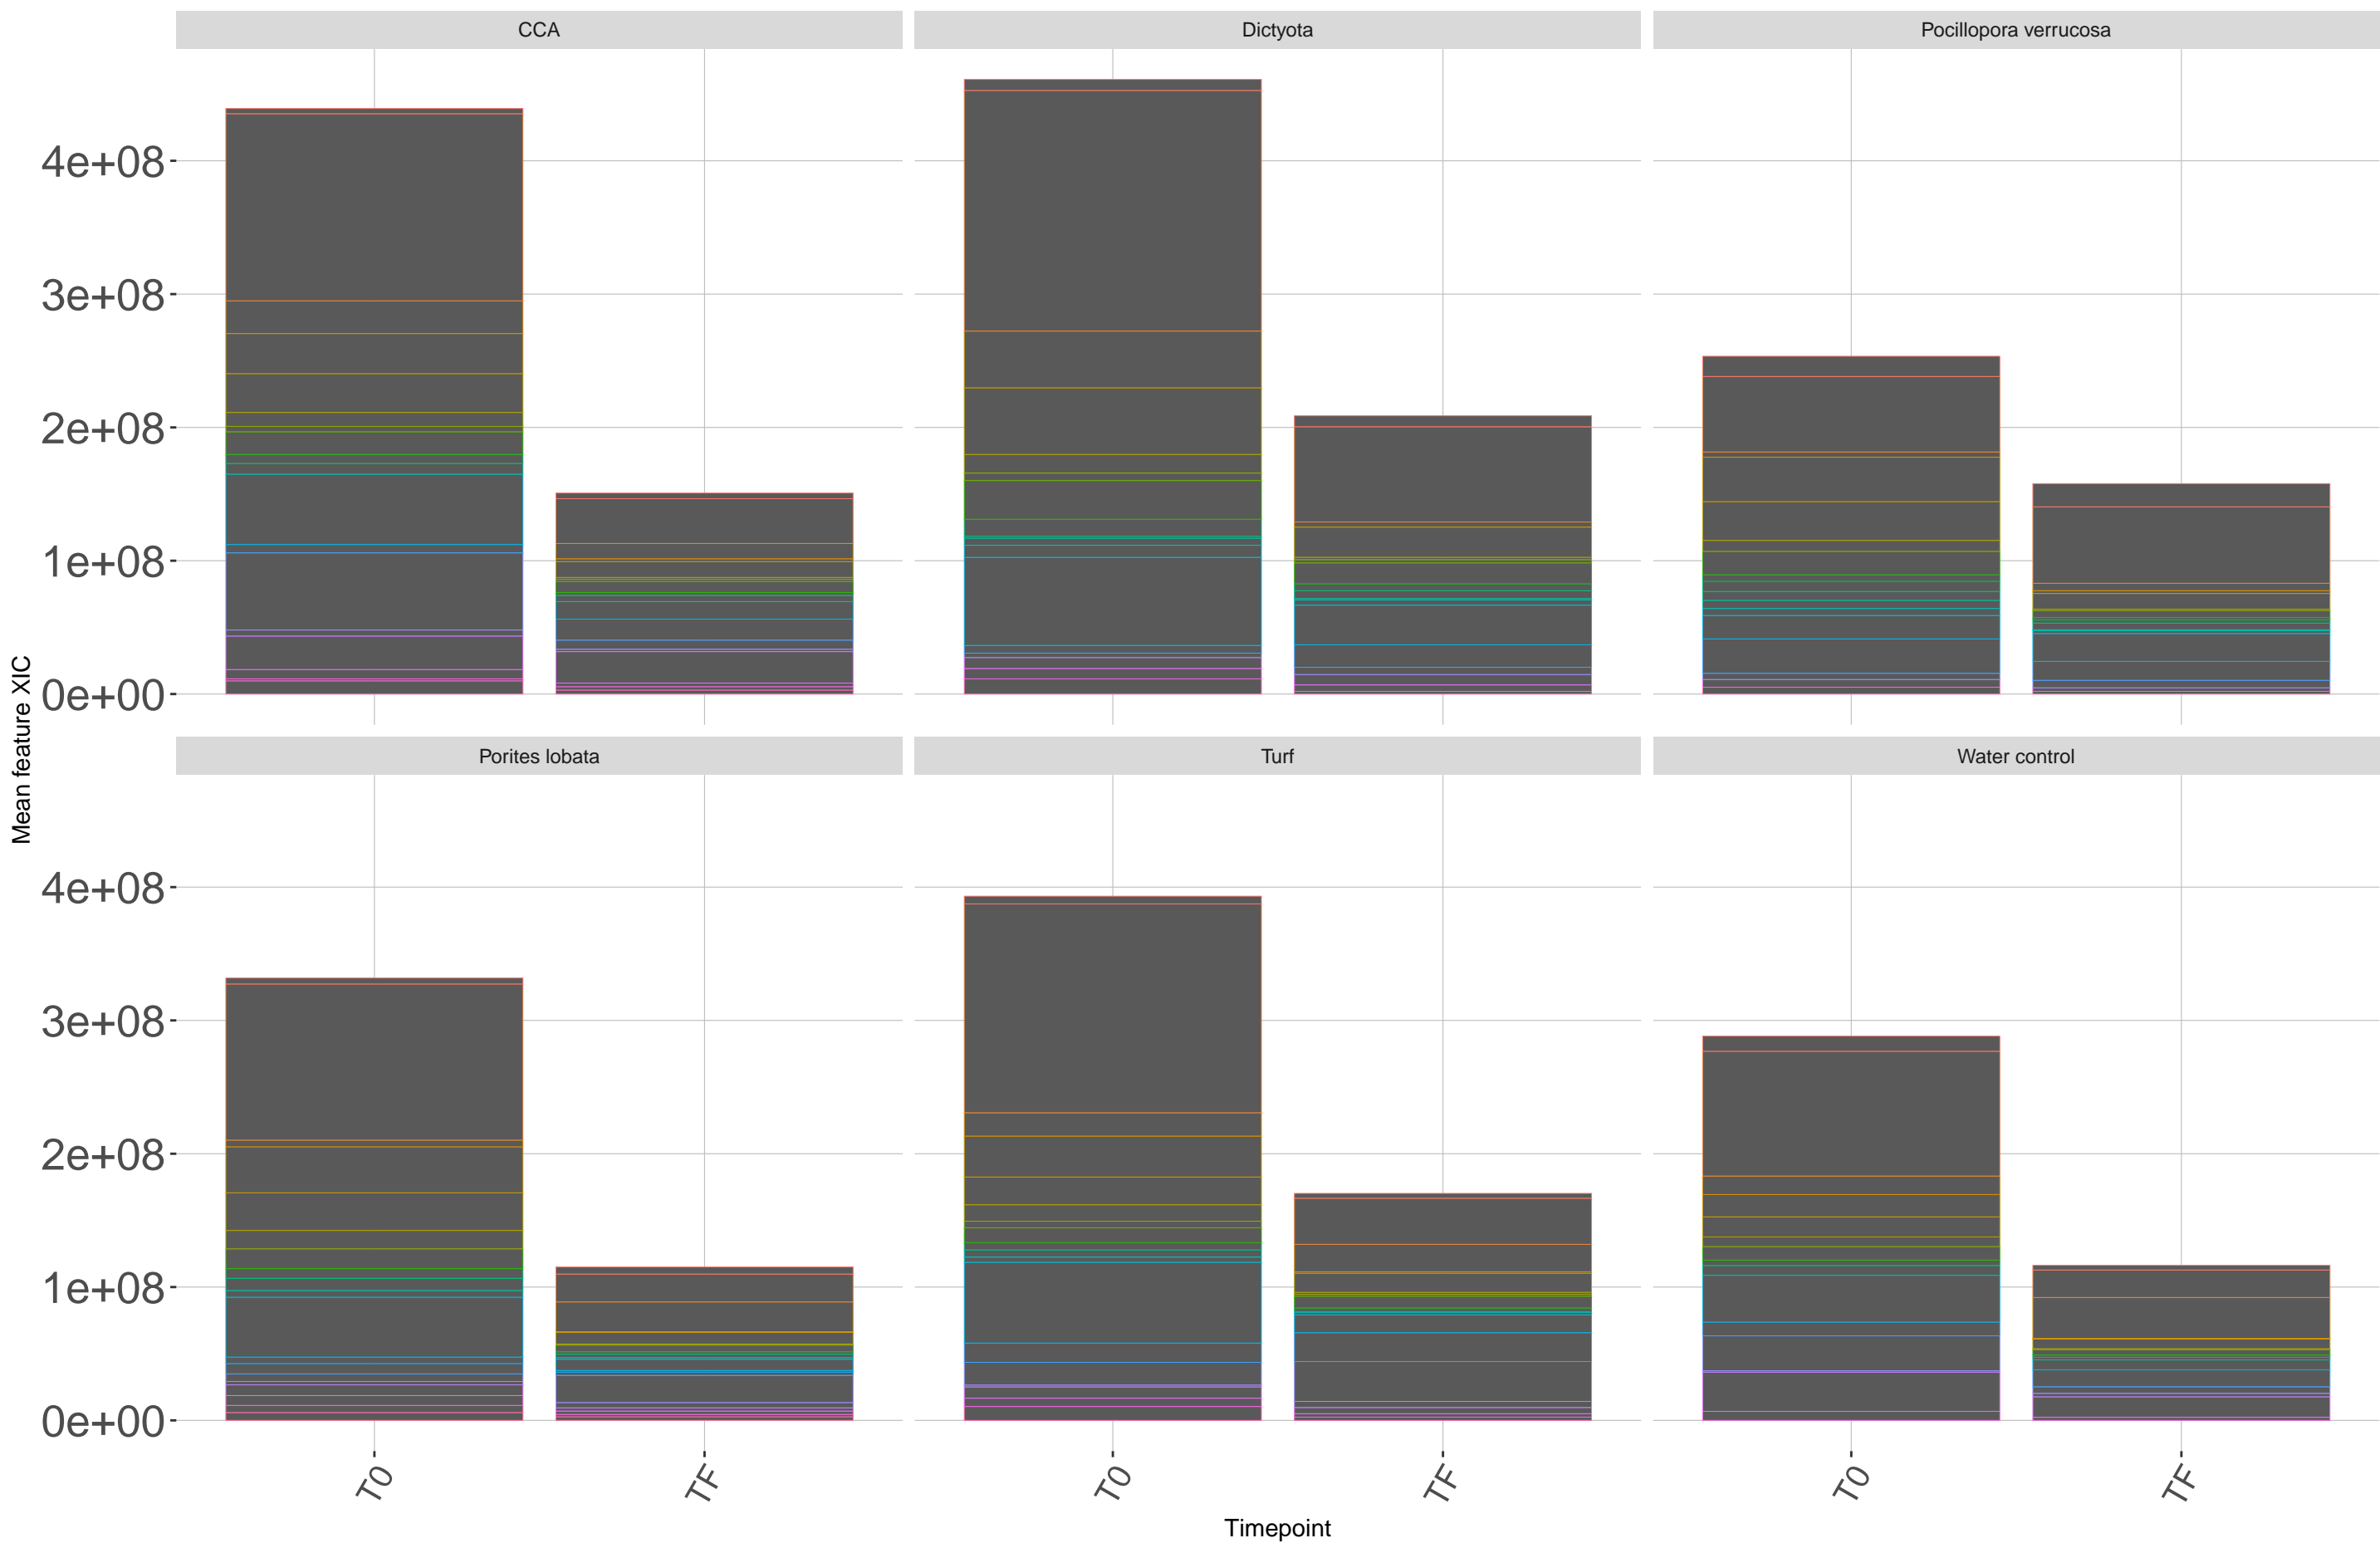 CCA
Dictyota
Pocillopora verrucosa
4e+08
3e+08
2e+08
1e+08
0e+00
Mean feature XIC
Porites lobata
Turf
Water control
4e+08
3e+08
2e+08
1e+08
0e+00
T0
TF
T0
TF
T0
TF
Timepoint